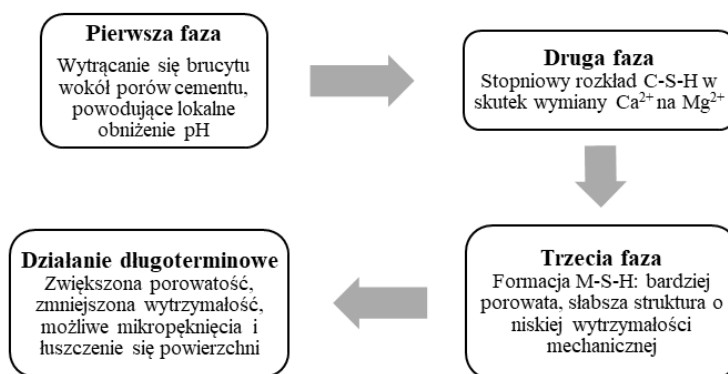 Pierwsza faza
Wytrącanie się brucytu
wokół porów cementu,
powodujące lokalne
obniżenie pH
Druga faza
Stopniowy rozkład C-S-H w
skutek wymiany Ca²⁺ na Mg²⁺
Trzecia faza
Formacja M-S-H: bardziej
porowata, słabsza struktura o
niskiej wytrzymałości
mechanicznej
Działanie długoterminowe
Zwiększona porowatość,
zmniejszona wytrzymałość,
możliwe mikropęknięcia i
łuszczenie się powierzchni